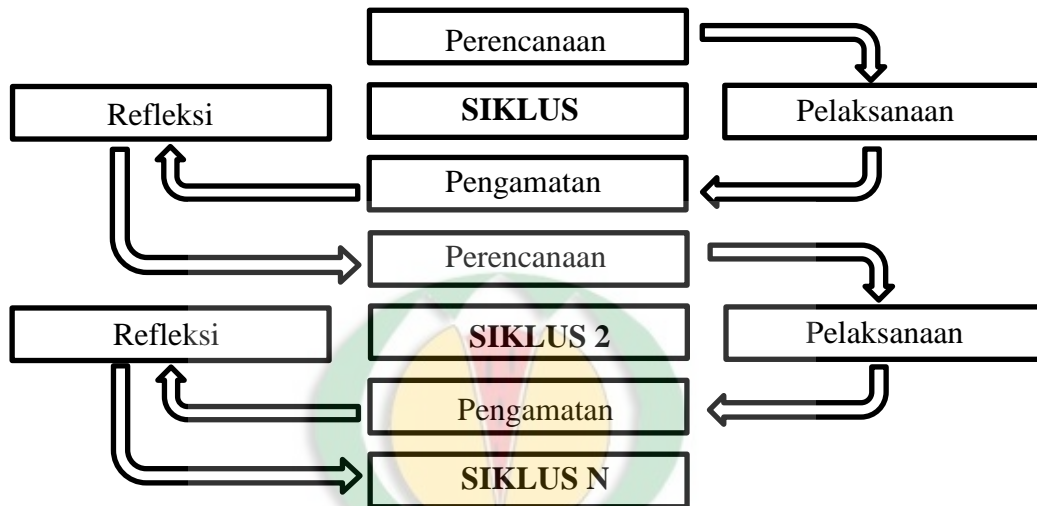 Perencanaan
Refleksi
SIKLUS
Pelaksanaan
Pengamatan
Perencanaan
Refleksi
SIKLUS 2
Pelaksanaan
Pengamatan
SIKLUS N